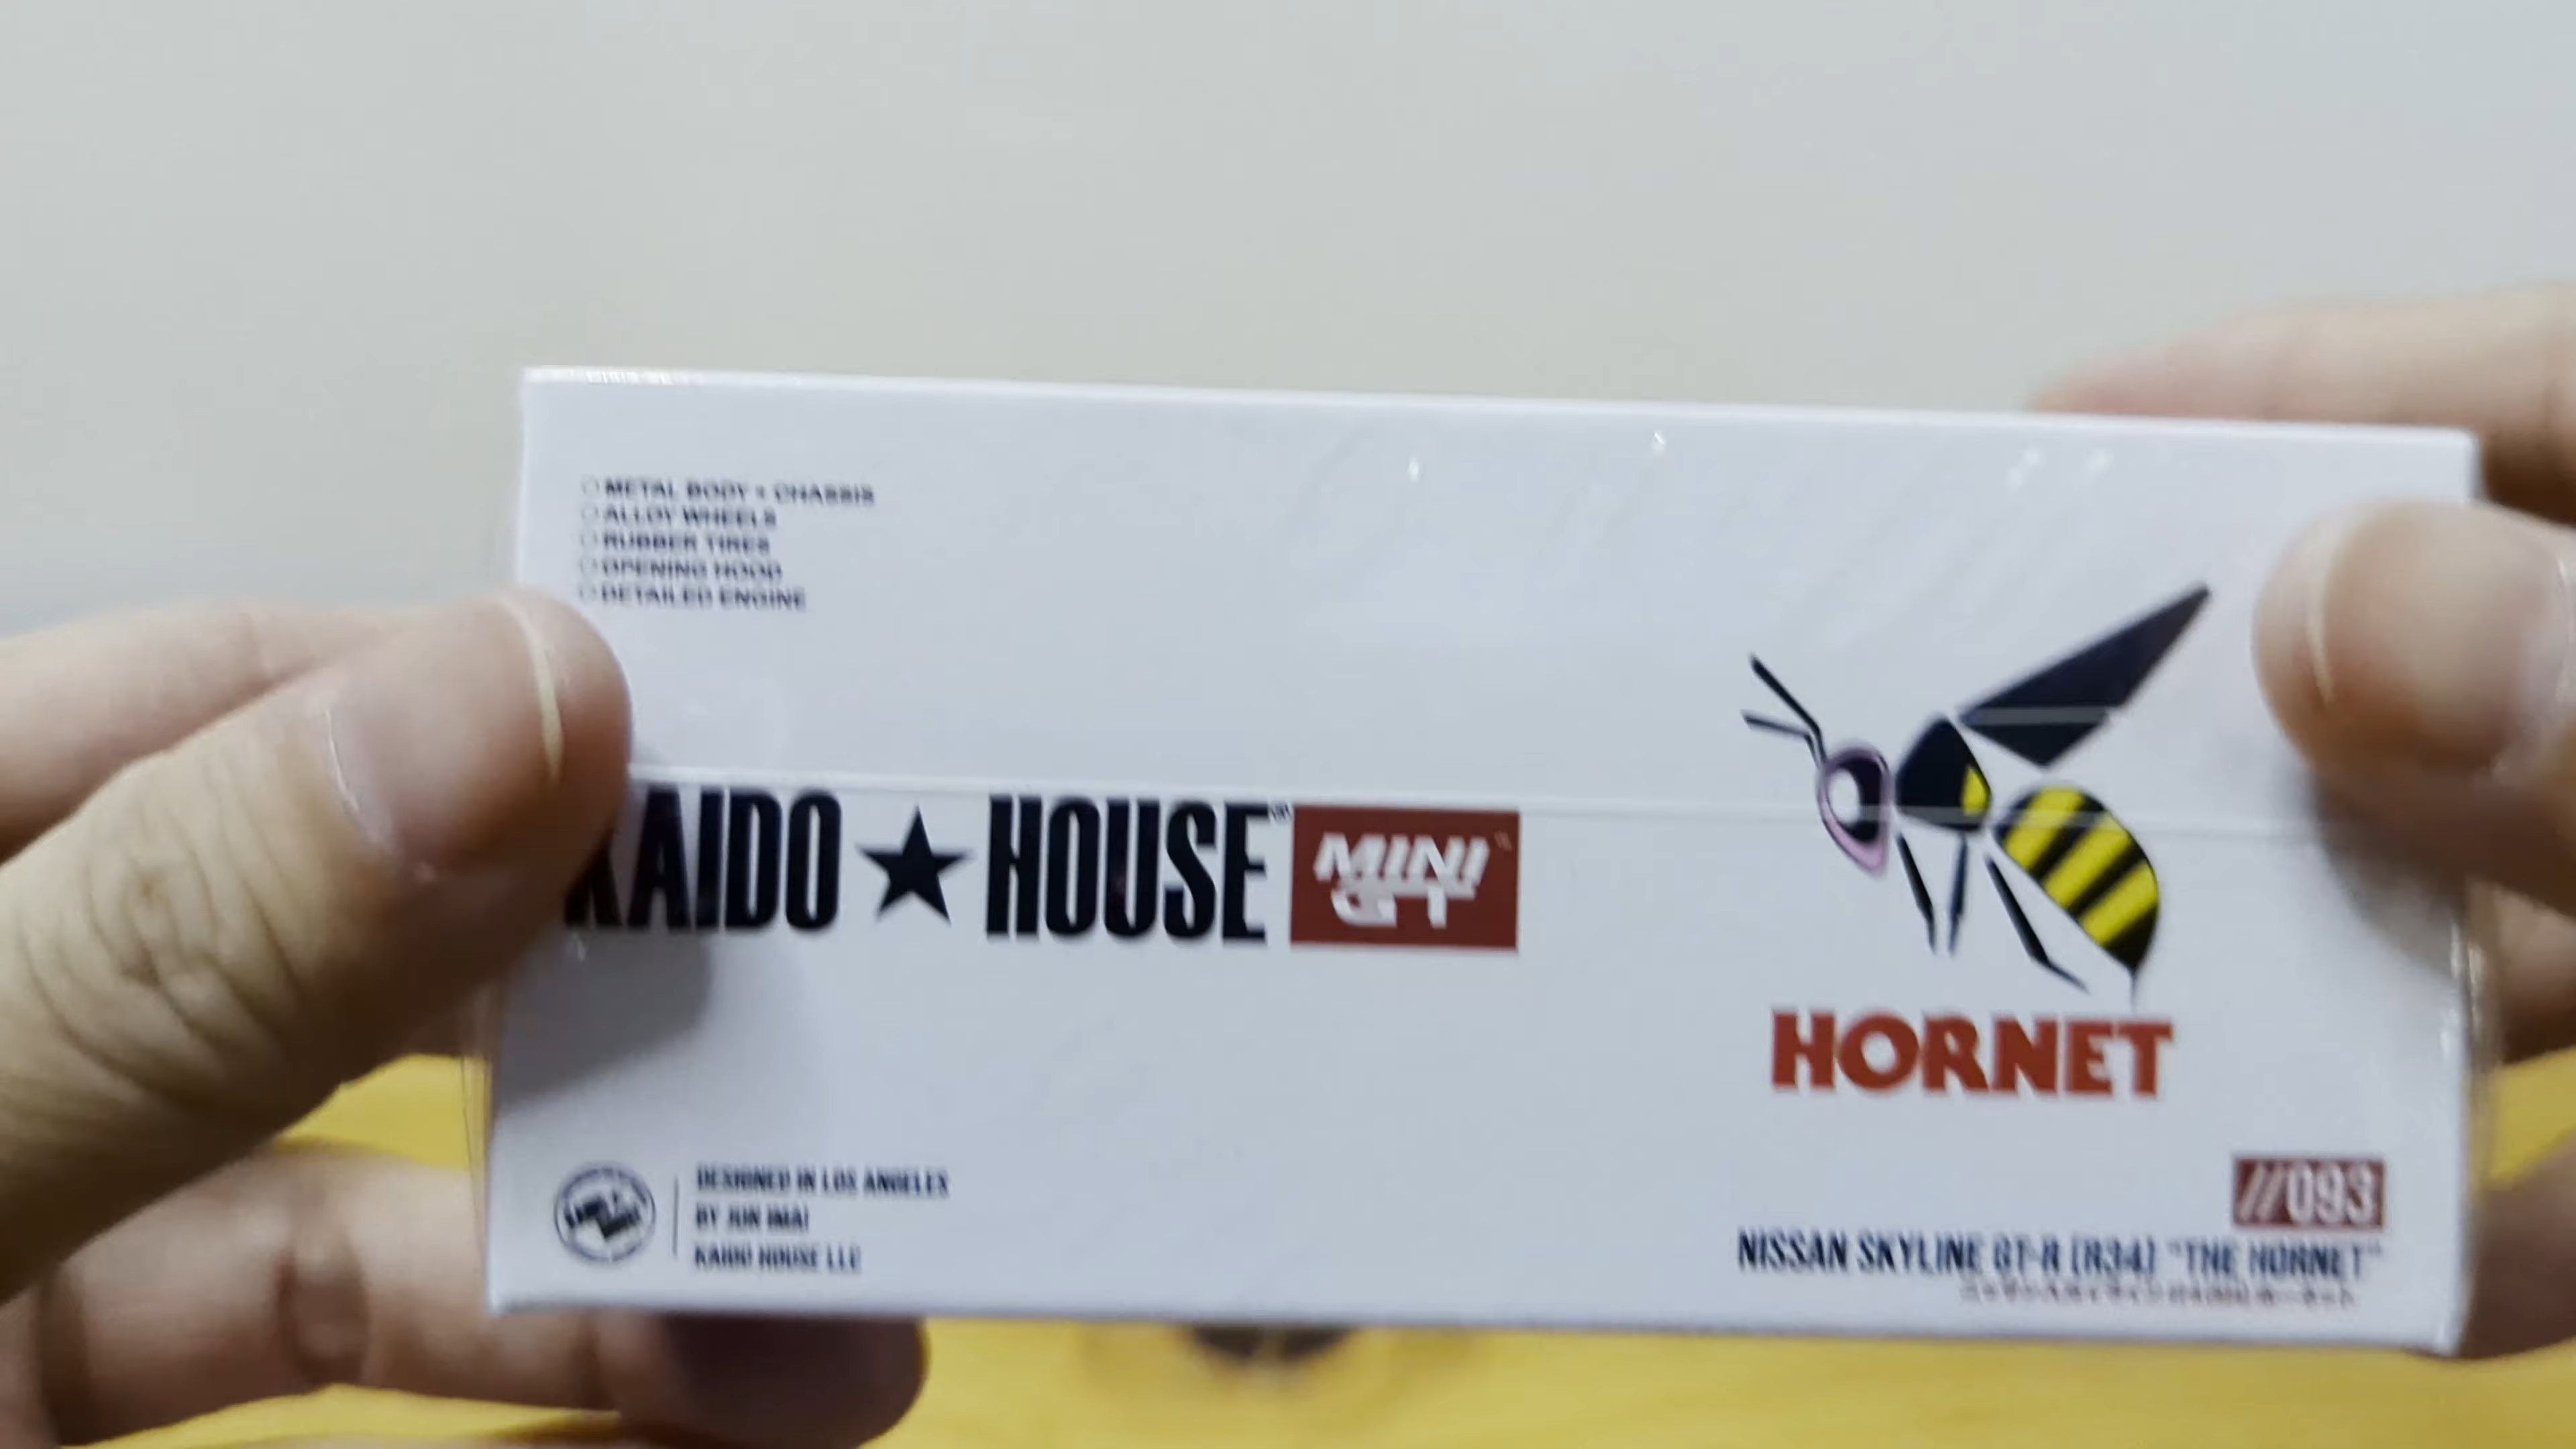 METAL BODY + CHASSIS
ALLOY WHEELS
RUBBER TIRES
OPENING HOOD
DETAILED ENGINE
KAIDO★HOUSE
MINI GT
HORNET
DESIGNED IN LOS ANGELES
BY JUN IMAI
KAIDO HOUSE LLC
//093
NISSAN SKYLINE GT-R [R34] "THE HORNET"